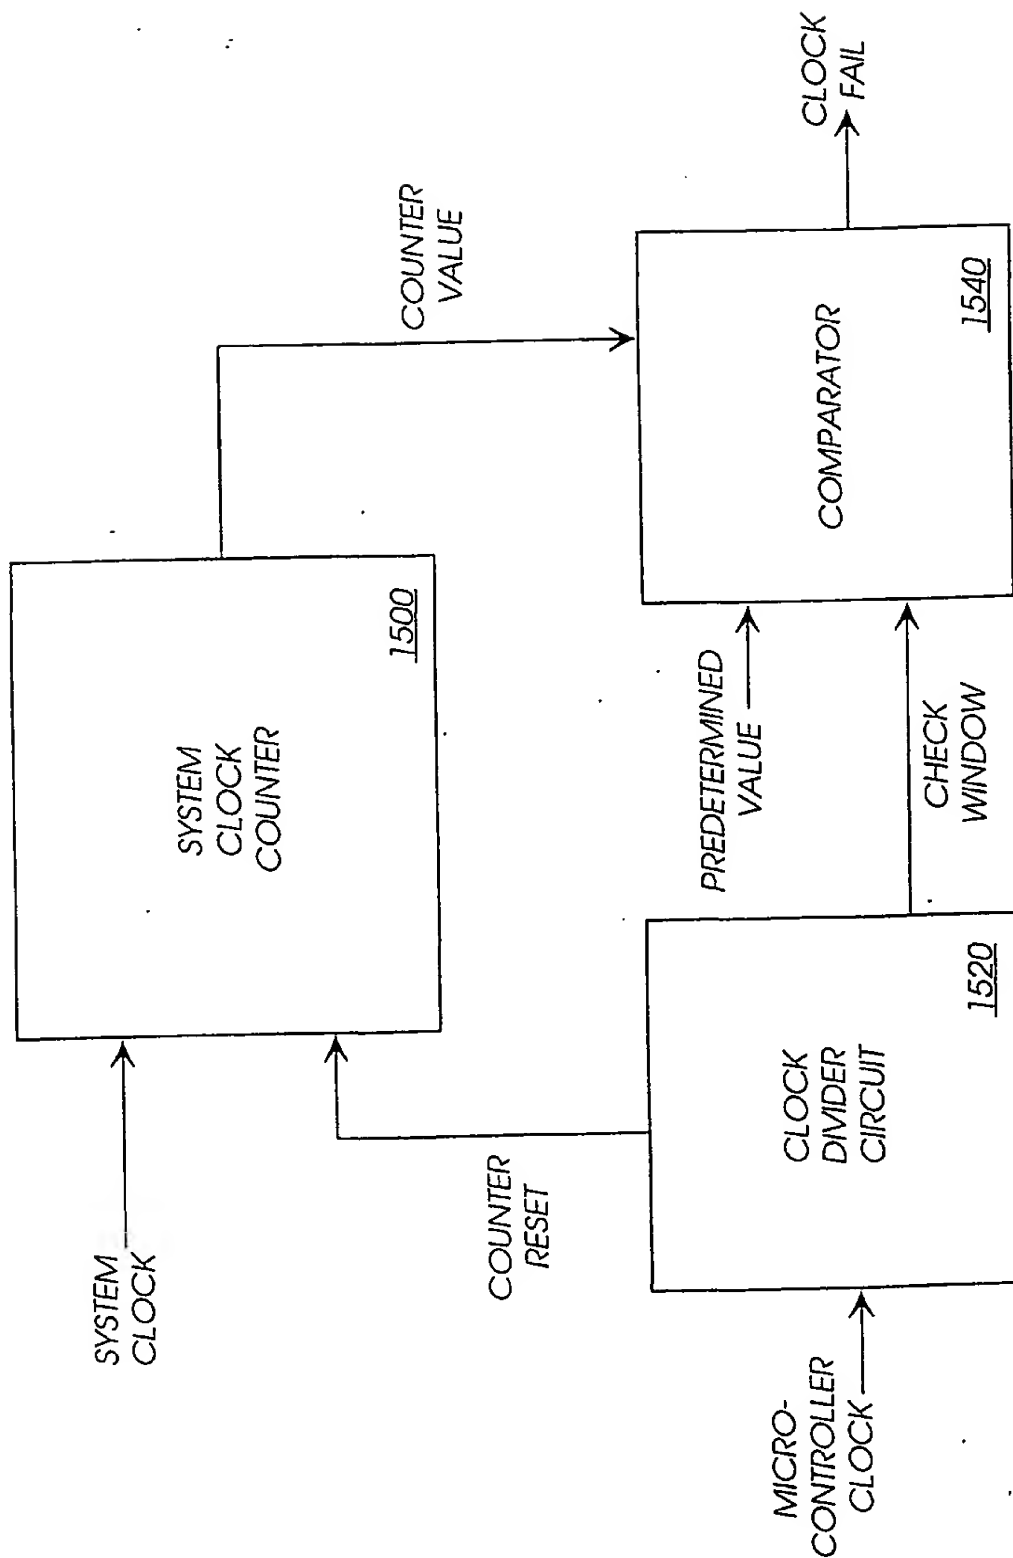 SYSTEM
CLOCK
SYSTEM
CLOCK
COUNTER
1500
COUNTER
VALUE
COUNTER
RESET
PREDETERMINED
VALUE
MICRO-
CONTROLLER
CLOCK
CLOCK
DIVIDER
CIRCUIT
1520
CHECK
WINDOW
COMPARATOR
1540
CLOCK
FAIL